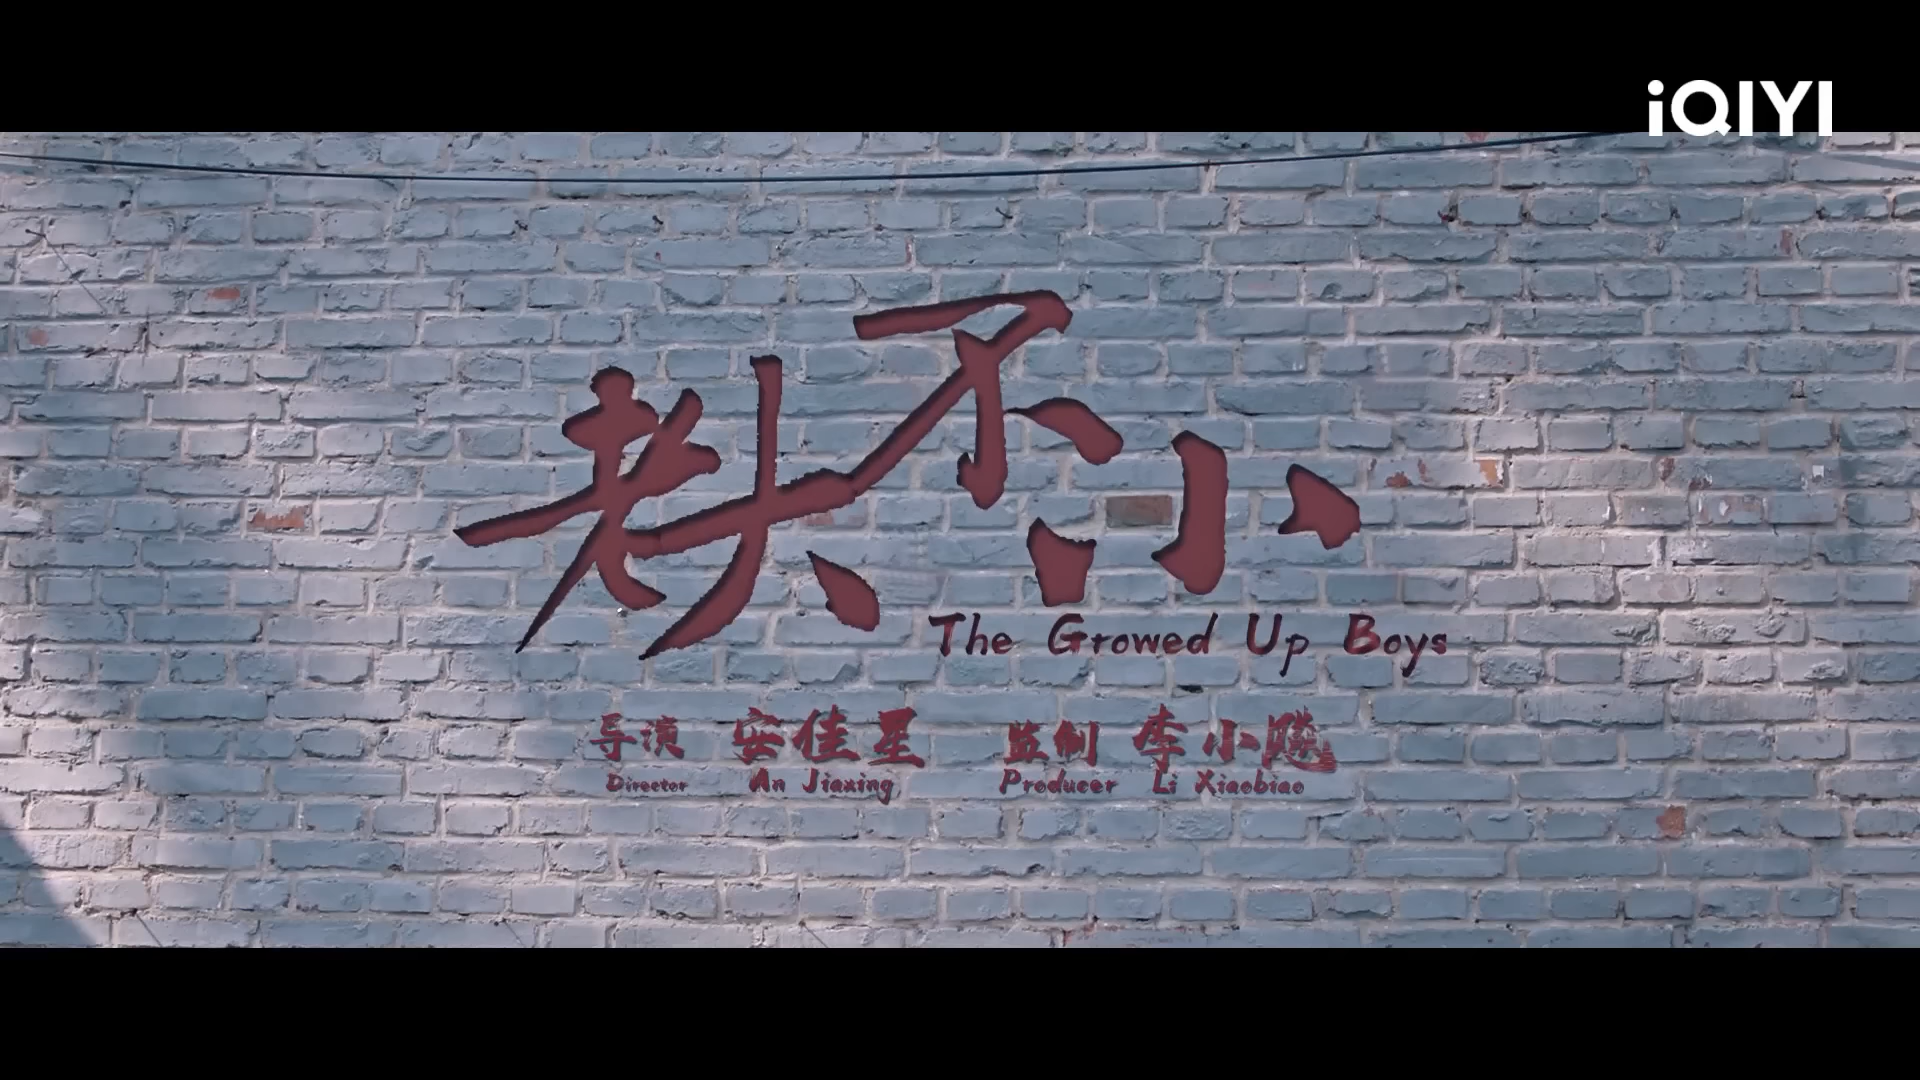 iQIYI
老大不小
The Growed Up Boys
导演 安佳星 监制 李小飚
Director An Jiaxing Producer Li Xiaobiao